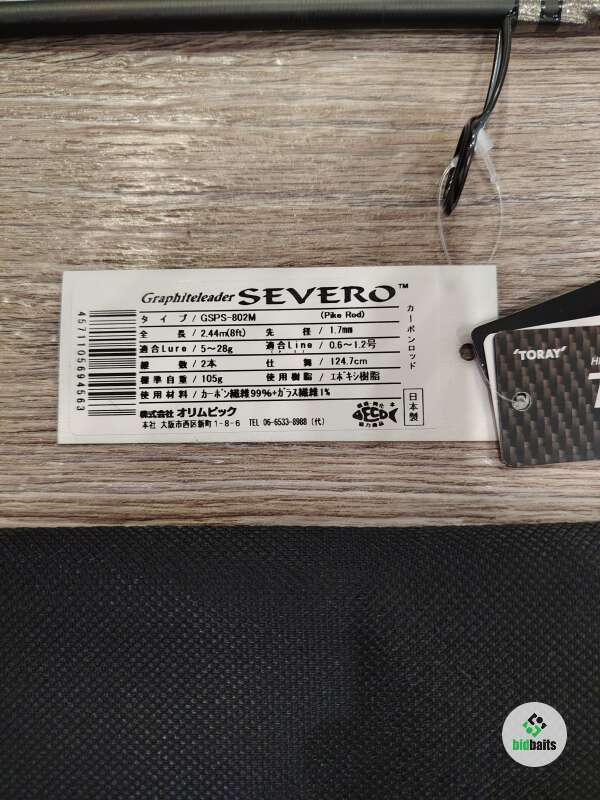 Graphiteleader SEVERO™
タイプ / GSPS-802M (Pike Rod)
全長 / 2.44m(8ft) 先径 / 1.7mm
適合Lure / 5~28g 適合Line / 0.6~1.2号
継数 / 2本 仕舞 / 124.7cm
標準自重 / 105g 使用樹脂 / エポキシ樹脂
使用材料 / カーボン繊維99%+ガラス繊維1%
株式会社 オリムピック
本社 大阪市西区新町1-8-6 TEL 06-6533-8988 (代)
カーボンロッド
日本製
FECO
4571105694563
'TORAY'
bidbaits